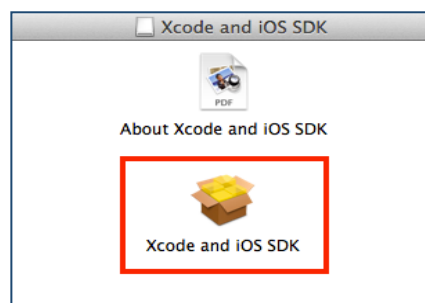 Xcode and iOS SDK
PDF
About Xcode and iOS SDK
Xcode and iOS SDK